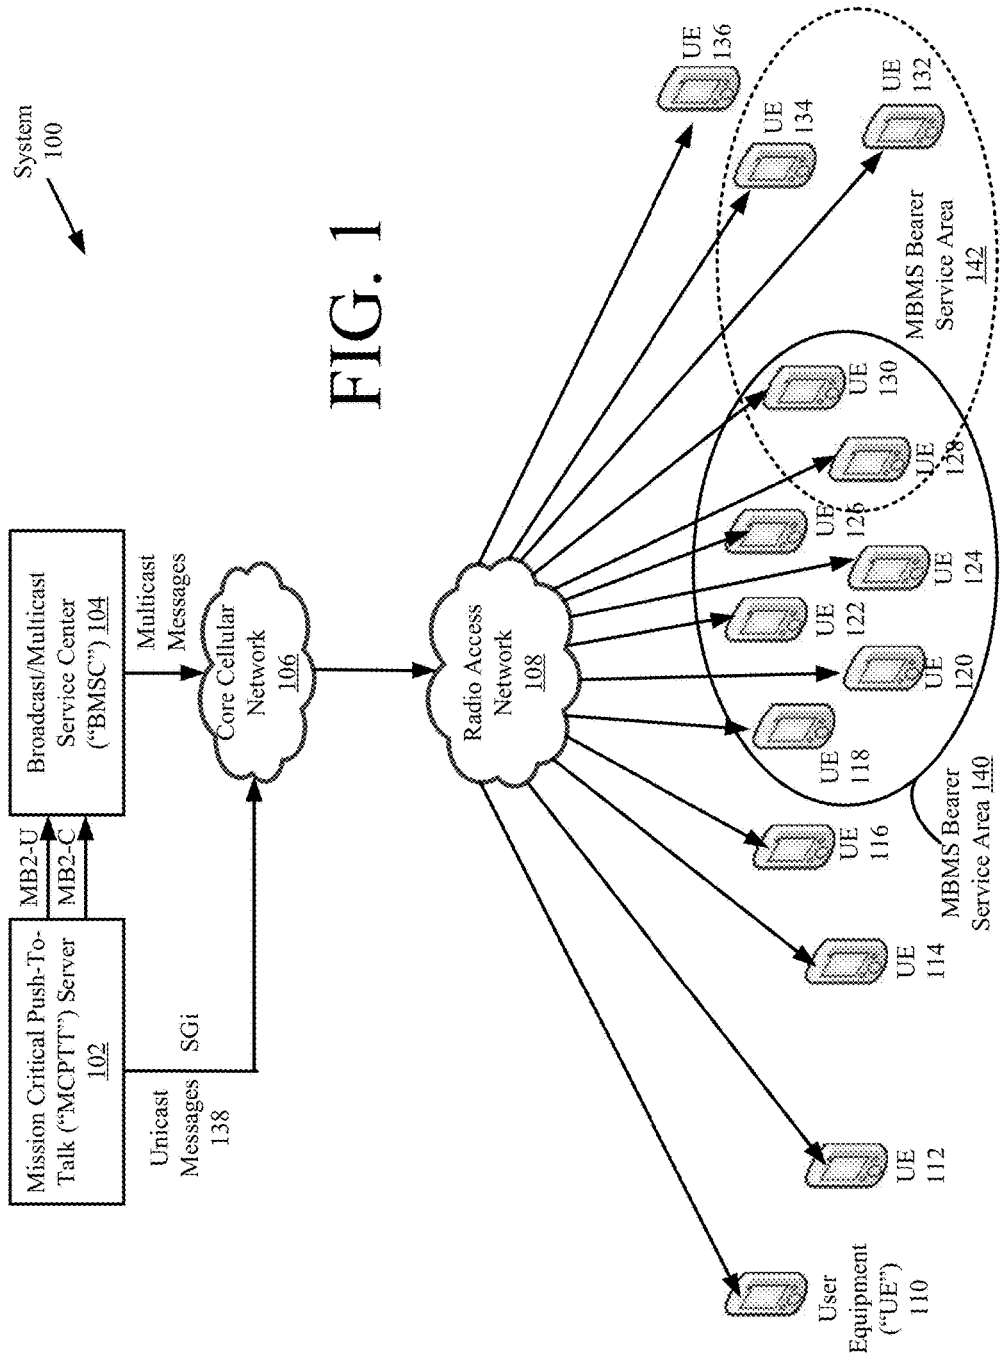 System
100
FIG. 1
Mission Critical Push-To-
Talk ("MCPTT") Server
102
MB2-U
MB2-C
Broadcast/Multicast
Service Center
("BMSC") 104
Unicast
Messages
138
SGi
Multicast
Messages
Core Cellular
Network
106
Radio Access
Network
108
User
Equipment
("UE")
110
UE
112
UE
114
UE
116
UE
118
UE
120
UE
122
UE
124
UE
126
UE
128
UE
130
UE
132
UE
134
UE
136
MBMS Bearer
Service Area 140
MBMS Bearer
Service Area
142